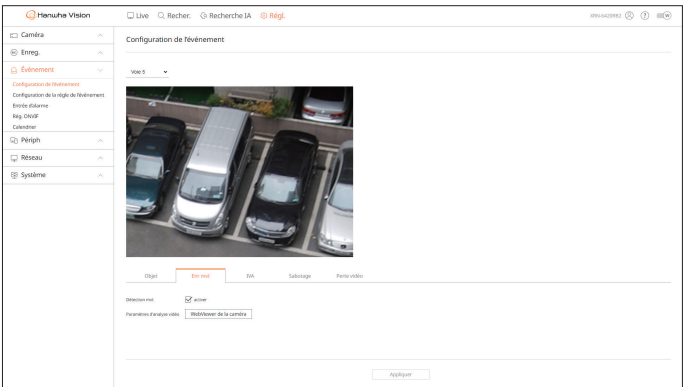 Hanwha Vision
Live Recher. Recherche IA Régl.
XRN-6420RB2
Caméra
Enreg.
Événement
Configuration de l'événement
Configuration de la règle de l'événement
Entrée d'alarme
Rég. ONVIF
Calendrier
Périph
Réseau
Système
Configuration de l'événement
Voie 5
Objet Em mvt IVA Sabotage Perte vidéo
Détection mvt. activer
Paramètres d'analyse vidéo WebViewer de la caméra
Appliquer